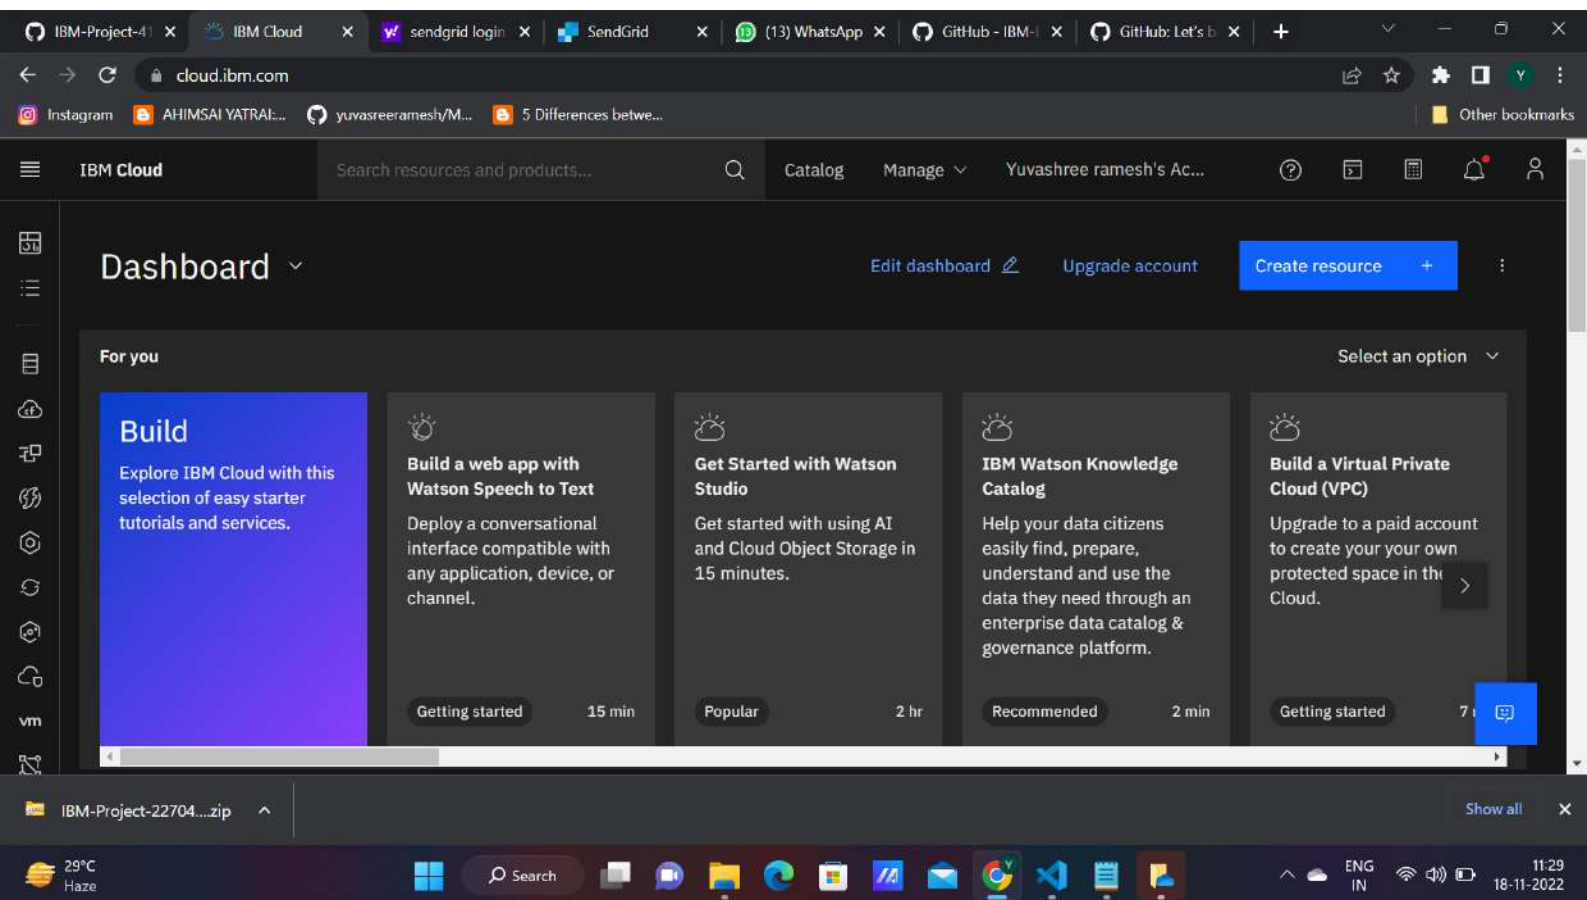 IBM-Project-41
IBM Cloud
sendgrid login
SendGrid
(13) WhatsApp
GitHub - IBM-
GitHub: Let's b
cloud.ibm.com
Y
Instagram
AHIMSAI YATRAI:...
yuvasreeramesh/M...
5 Differences betwe...
Other bookmarks
IBM Cloud
Search resources and products...
Catalog
Manage
Yuvashree ramesh's Ac...
Dashboard
Edit dashboard
Upgrade account
Create resource +
For you
Select an option
Build
Explore IBM Cloud with this
selection of easy starter
tutorials and services.
Build a web app with
Watson Speech to Text
Deploy a conversational
interface compatible with
any application, device, or
channel.
Getting started
15 min
Get Started with Watson
Studio
Get started with using AI
and Cloud Object Storage in
15 minutes.
Popular
2 hr
IBM Watson Knowledge
Catalog
Help your data citizens
easily find, prepare,
understand and use the
data they need through an
enterprise data catalog &
governance platform.
Recommended
2 min
Build a Virtual Private
Cloud (VPC)
Upgrade to a paid account
to create your your own
protected space in the
Cloud.
Getting started
7
vm
IBM-Project-22704....zip
Show all
29°C
Haze
Search
ENG
IN
11:29
18-11-2022